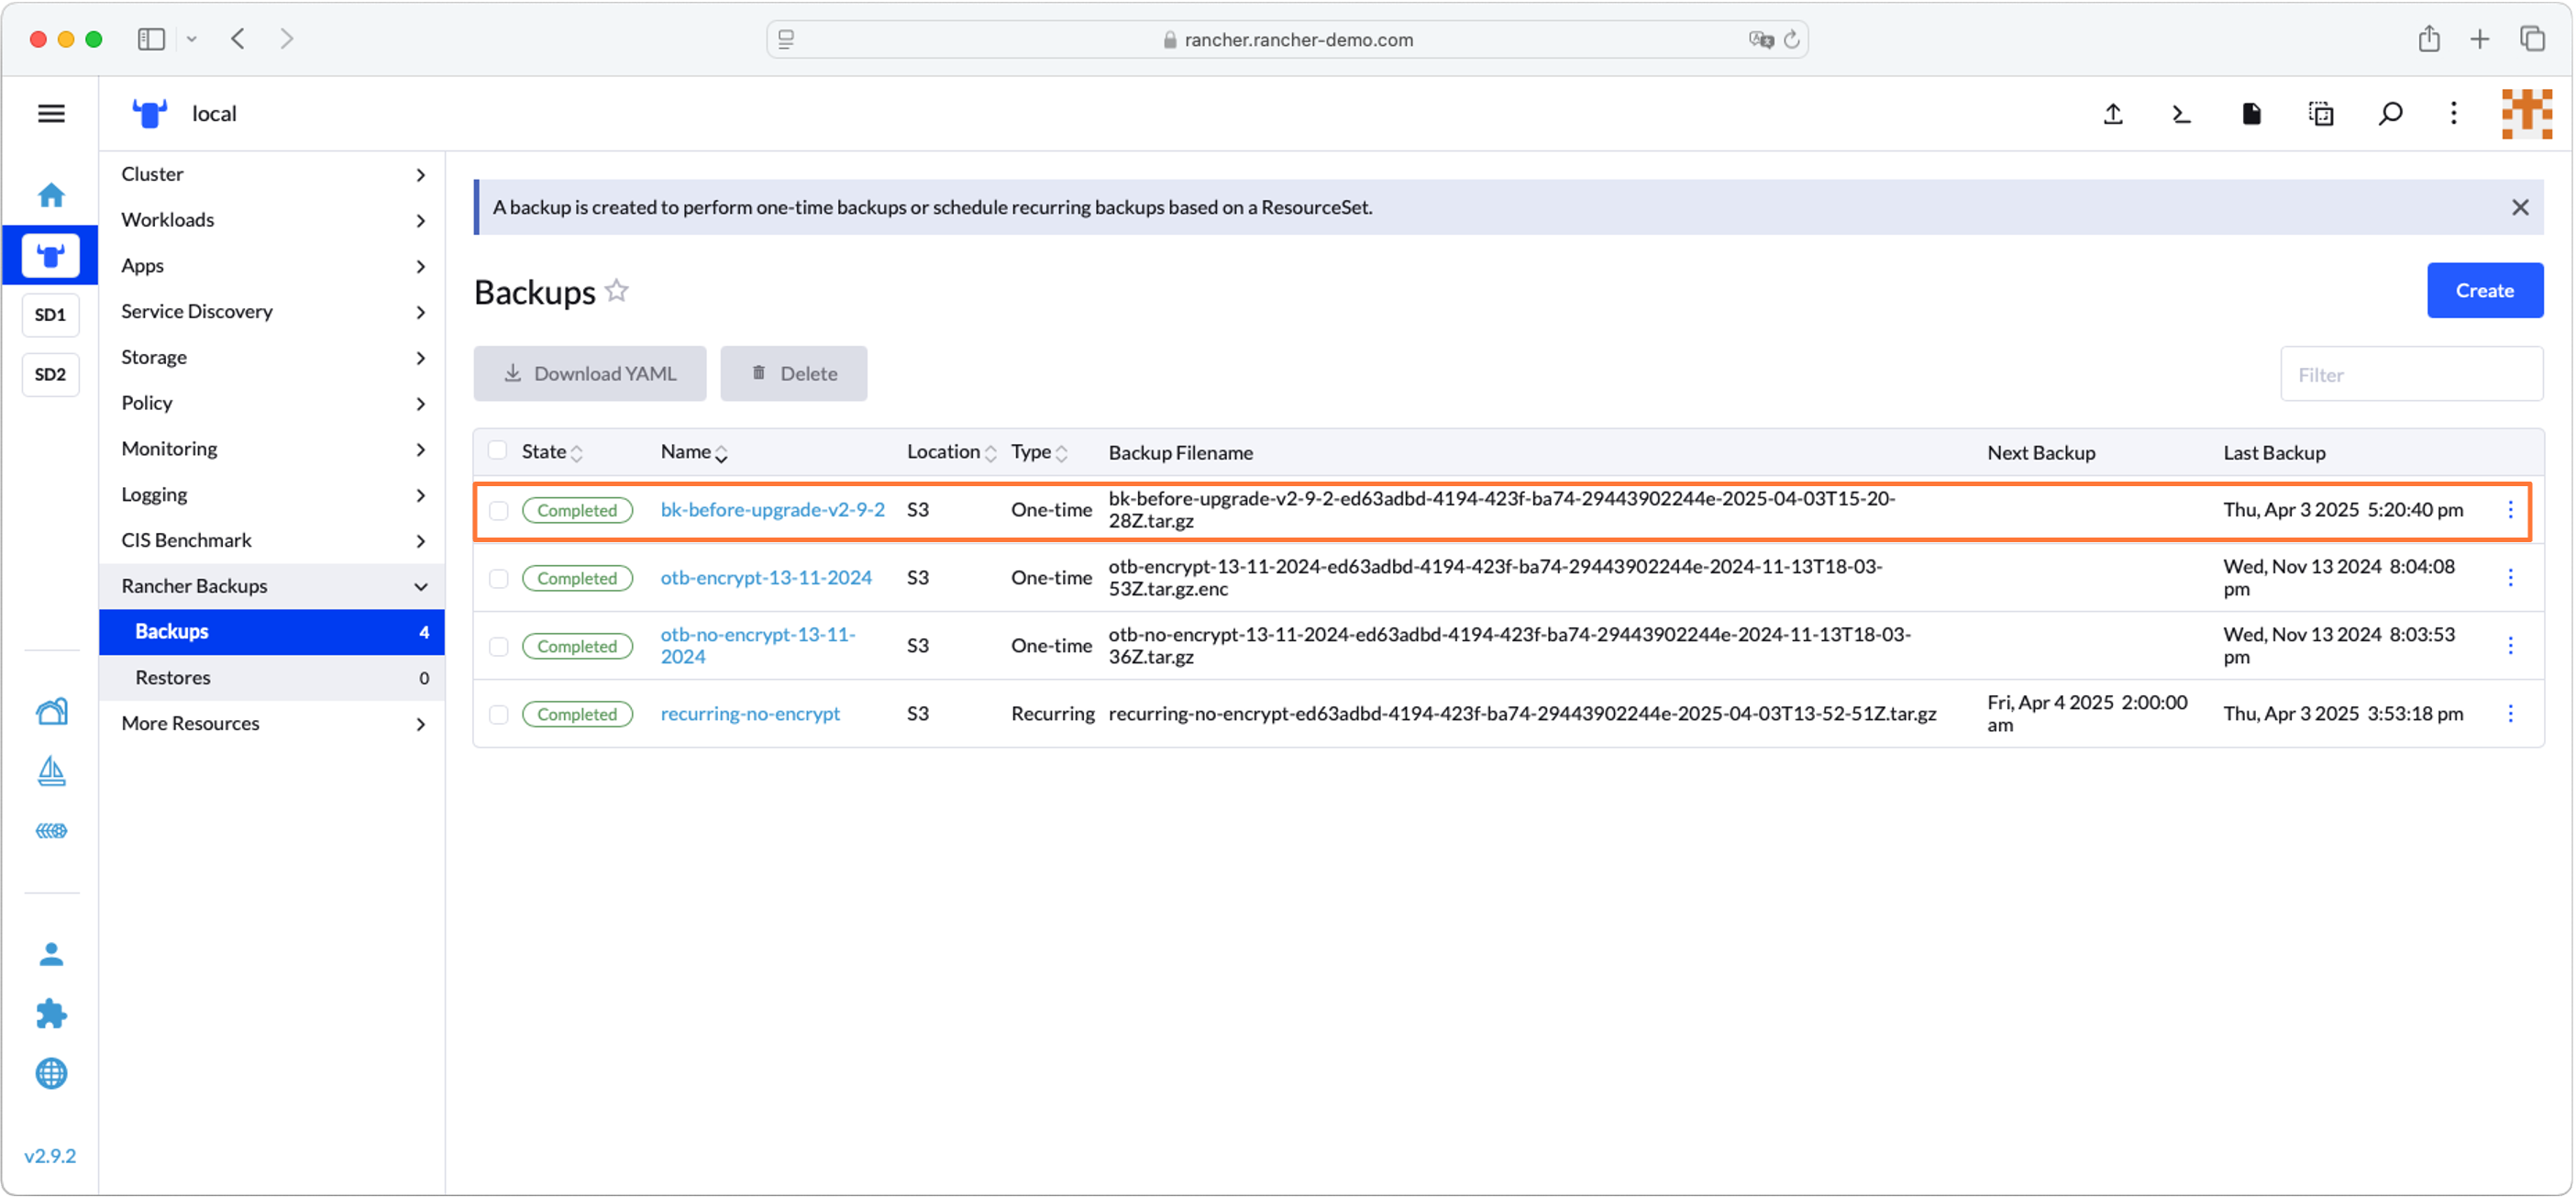 rancher.rancher-demo.com
local
Cluster
Workloads
Apps
Service Discovery
Storage
Policy
Monitoring
Logging
CIS Benchmark
Rancher Backups
Backups 4
Restores 0
More Resources
SD1
SD2
v2.9.2
A backup is created to perform one-time backups or schedule recurring backups based on a ResourceSet.
Backups
Create
Download YAML Delete
Filter
State Name Location Type Backup Filename Next Backup Last Backup
Completed bk-before-upgrade-v2-9-2 S3 One-time bk-before-upgrade-v2-9-2-ed63adbd-4194-423f-ba74-29443902244e-2025-04-03T15-20- Thu, Apr 3 2025 5:20:40 pm
28Z.tar.gz
Completed otb-encrypt-13-11-2024 S3 One-time otb-encrypt-13-11-2024-ed63adbd-4194-423f-ba74-29443902244e-2024-11-13T18-03- Wed, Nov 13 2024 8:04:08
53Z.tar.gz.enc pm
Completed otb-no-encrypt-13-11- S3 One-time otb-no-encrypt-13-11-2024-ed63adbd-4194-423f-ba74-29443902244e-2024-11-13T18-03- Wed, Nov 13 2024 8:03:53
2024 36Z.tar.gz pm
Completed recurring-no-encrypt S3 Recurring recurring-no-encrypt-ed63adbd-4194-423f-ba74-29443902244e-2025-04-03T13-52-51Z.tar.gz Fri, Apr 4 2025 2:00:00 Thu, Apr 3 2025 3:53:18 pm
am